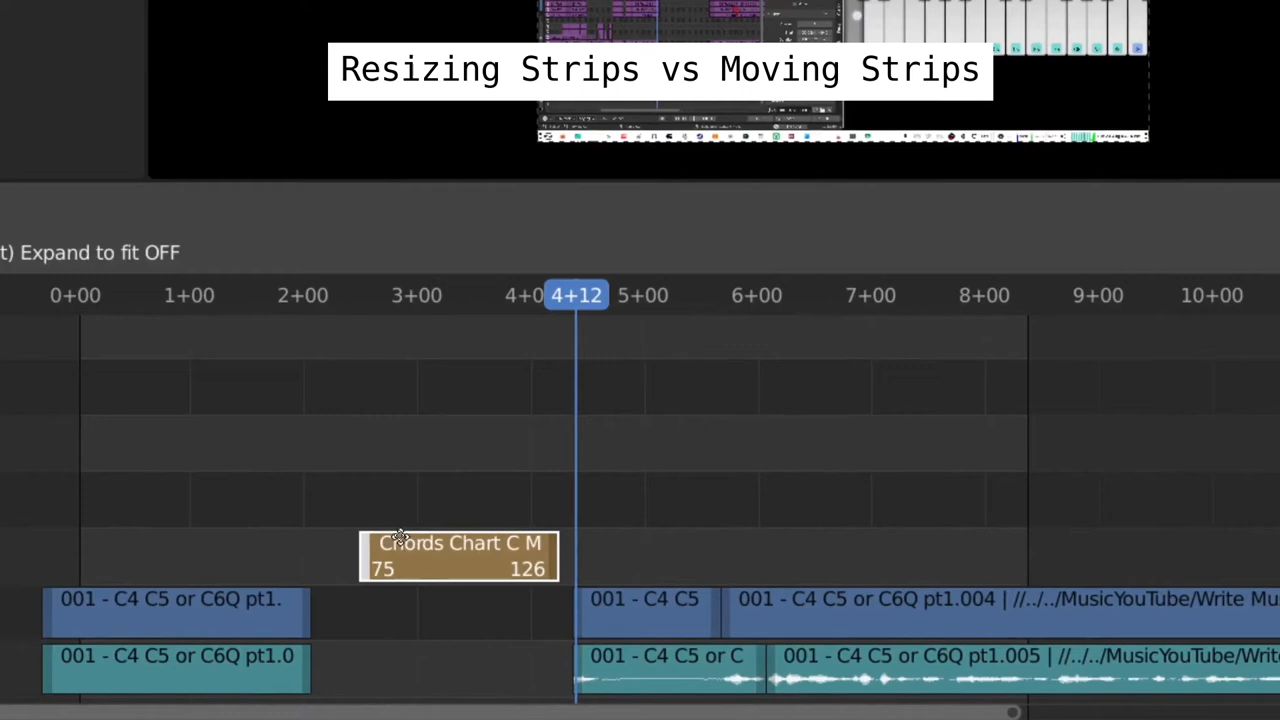 Resizing Strips vs Moving Strips
t) Expand to fit OFF
0+00 1+00 2+00 3+00 4+0 4+12 5+00 6+00 7+00 8+00 9+00 10+00
Chords Chart C M
75 126
001 - C4 C5 or C6Q pt1. 001 - C4 C5 001 - C4 C5 or C6Q pt1.004 | //../../MusicYouTube/Write Mu
001 - C4 C5 or C6Q pt1.0 001 - C4 C5 or C 001 - C4 C5 or C6Q pt1.005 | //../../MusicYouTube/Write